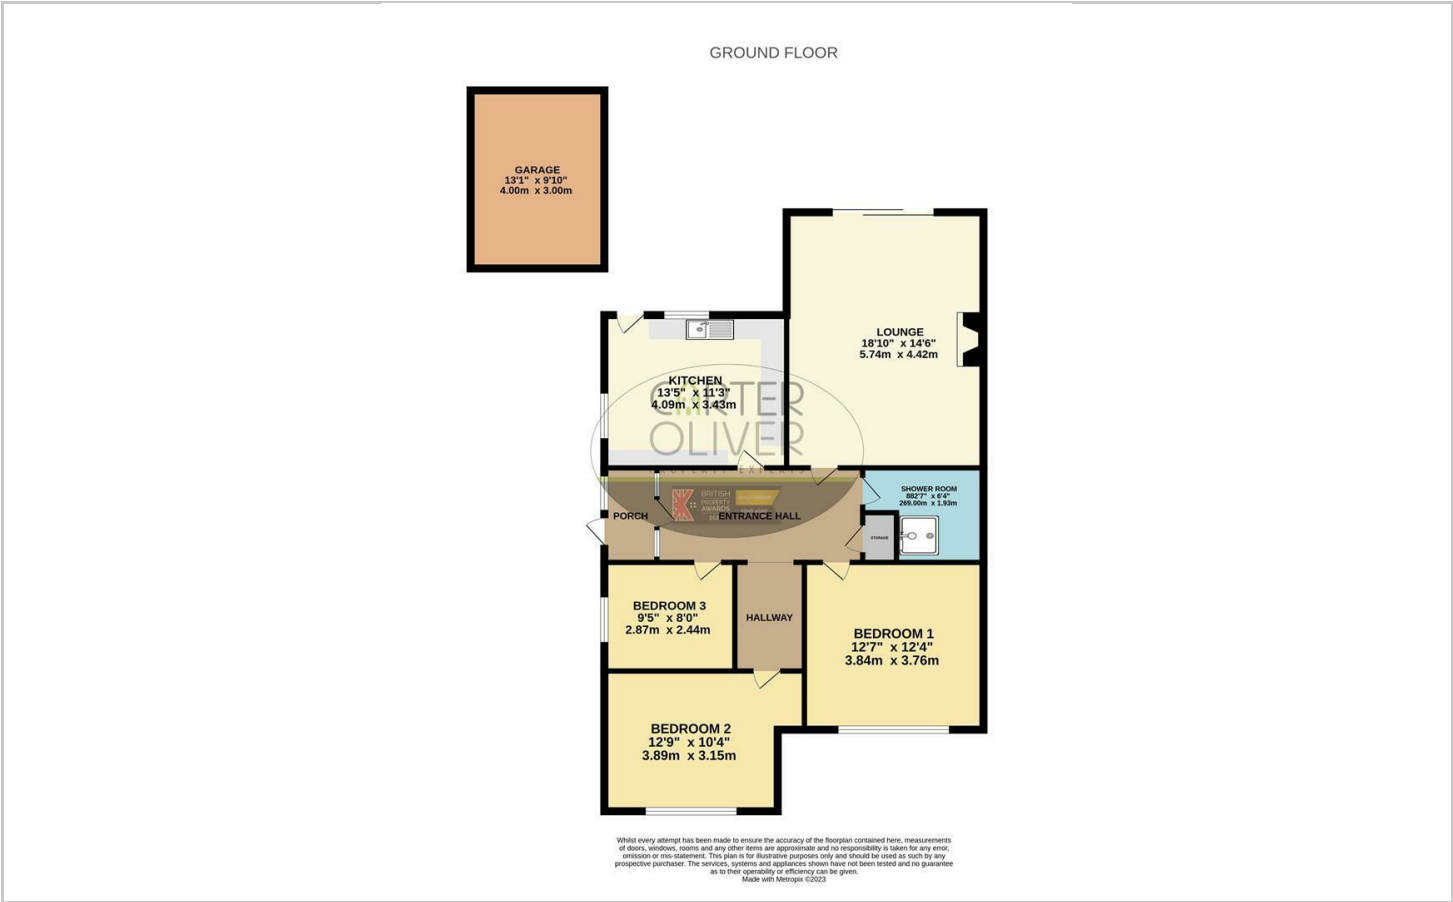 GROUND FLOOR
GARAGE
13'1" x 9'10"
4.00m x 3.00m
LOUNGE
18'10" x 14'6"
5.74m x 4.42m
KITCHEN
13'5" x 11'3"
4.09m x 3.43m
CARTER
OLIVER
PROPERTY EXPERTS
SHOWER ROOM
882'7" x 6'4"
269.00m x 1.93m
BRITISH
PROPERTY
AWARDS
PORCH
ENTRANCE HALL
STORAGE
BEDROOM 3
9'5" x 8'0"
2.87m x 2.44m
HALLWAY
BEDROOM 1
12'7" x 12'4"
3.84m x 3.76m
BEDROOM 2
12'9" x 10'4"
3.89m x 3.15m
Whilst every attempt has been made to ensure the accuracy of the floorplan contained here, measurements
of doors, windows, rooms and any other items are approximate and no responsibility is taken for any error,
omission or mis-statement. This plan is for illustrative purposes only and should be used as such by any
prospective purchaser. The services, systems and appliances shown have not been tested and no guarantee
as to their operability or efficiency can be given.
Made with Metropix ©2023